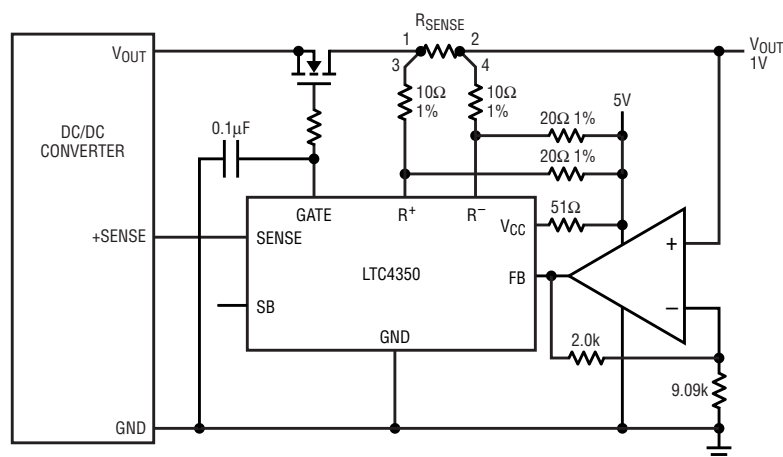 RSENSE
VOUT
1
2
VOUT
1V
3
4
10Ω
1%
10Ω
1%
5V
DC/DC
CONVERTER
0.1µF
20Ω 1%
20Ω 1%
GATE
R+
R−
51Ω
VCC
+SENSE
SENSE
+
LTC4350
FB
SB
−
GND
2.0k
9.09k
GND